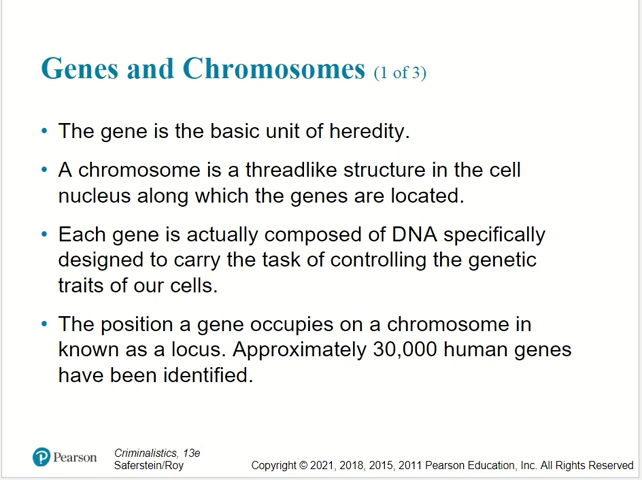 Genes and Chromosomes (1 of 3)
• The gene is the basic unit of heredity.
• A chromosome is a threadlike structure in the cell
nucleus along which the genes are located.
• Each gene is actually composed of DNA specifically
designed to carry the task of controlling the genetic
traits of our cells.
• The position a gene occupies on a chromosome in
known as a locus. Approximately 30,000 human genes
have been identified.
P Pearson
Criminalistics, 13e
Saferstein/Roy
Copyright © 2021, 2018, 2015, 2011 Pearson Education, Inc. All Rights Reserved